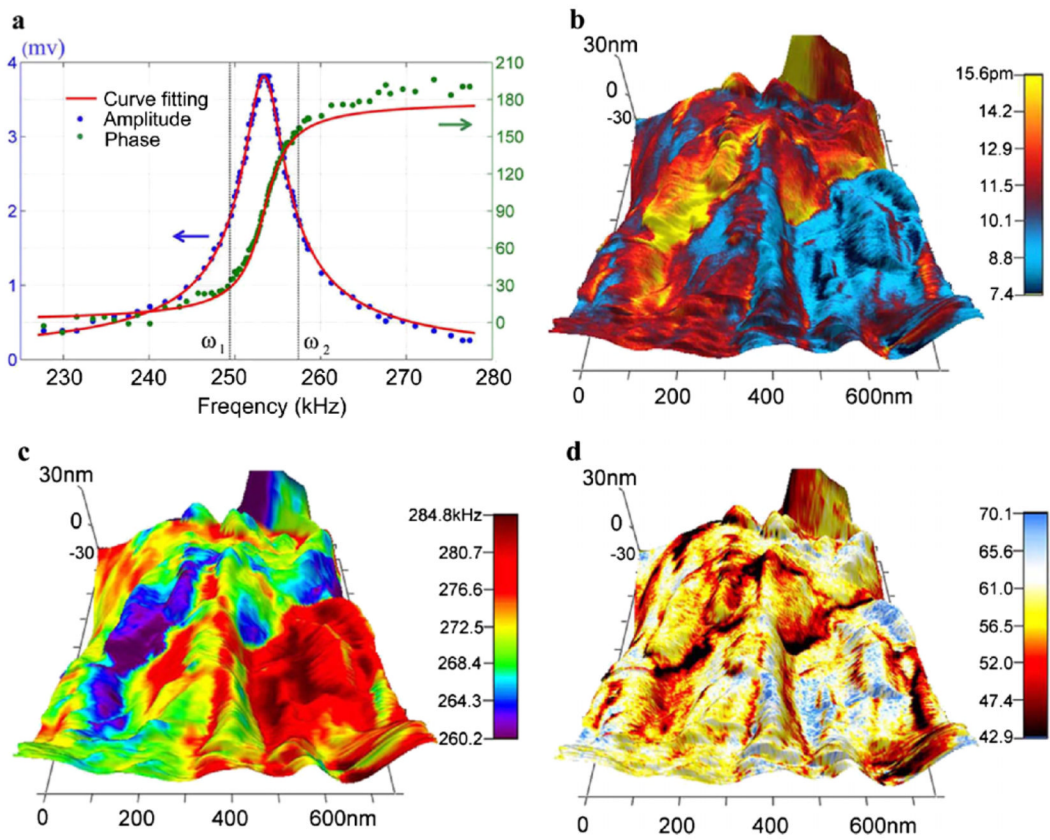 a
(mv)
4
3
2
1
0
210
180
150
120
90
60
30
0
Curve fitting
Amplitude
Phase
ω1
ω2
230
240
250
260
270
280
Freqency (kHz)
b
30nm
0
-30
15.6pm
14.2
12.9
11.5
10.1
8.8
7.4
0
200
400
600nm
c
30nm
0
-30
284.8kHz
280.7
276.6
272.5
268.4
264.3
260.2
0
200
400
600nm
d
30nm
0
-30
70.1
65.6
61.0
56.5
52.0
47.4
42.9
0
200
400
600nm